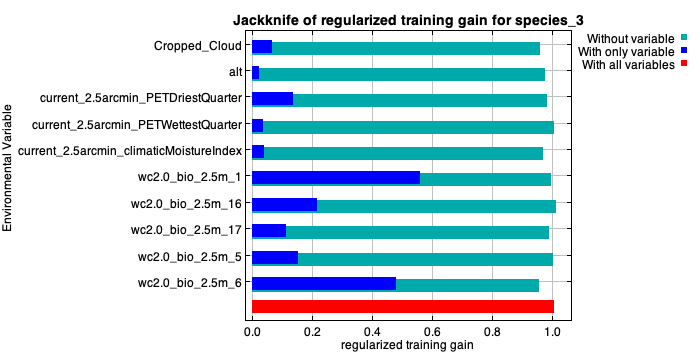 Jackknife of regularized training gain for species_3
Without variable
With only variable
With all variables
Environmental Variable
Cropped_Cloud
alt
current_2.5arcmin_PETDriestQuarter
current_2.5arcmin_PETWettestQuarter
current_2.5arcmin_climaticMoistureIndex
wc2.0_bio_2.5m_1
wc2.0_bio_2.5m_16
wc2.0_bio_2.5m_17
wc2.0_bio_2.5m_5
wc2.0_bio_2.5m_6
0.0 0.2 0.4 0.6 0.8 1.0
regularized training gain